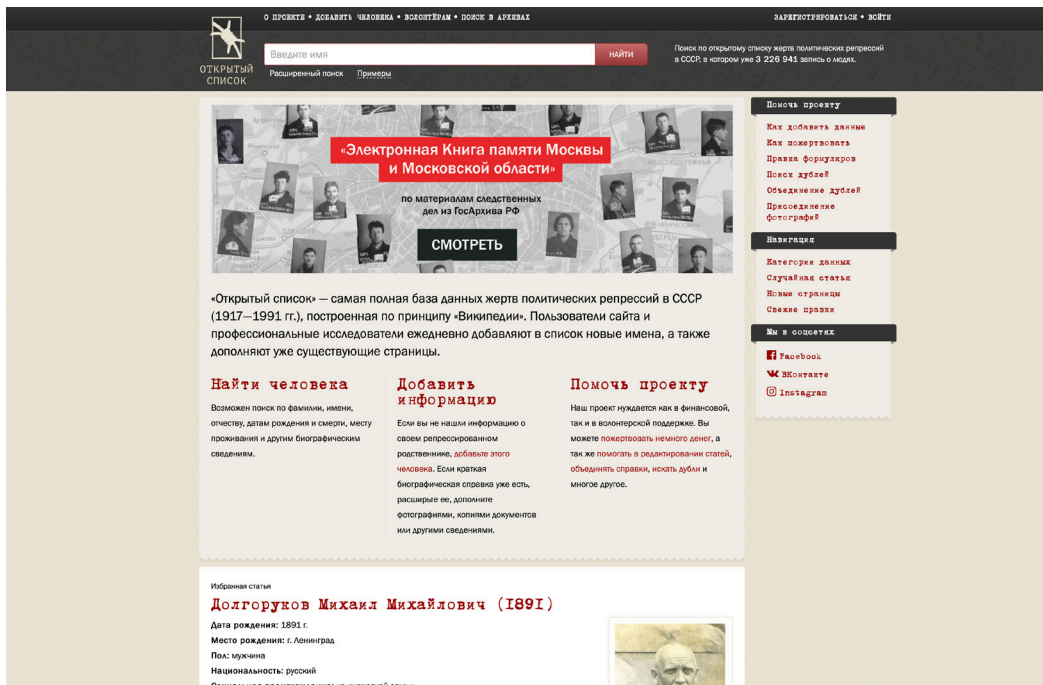 О ПРОЕКТЕ • ДОБАВИТЬ ЧЕЛОВЕКА • ВОЛОНТЁРАМ • ПОИСК В АРХИВАХ
ЗАРЕГИСТРИРОВАТЬСЯ • ВОЙТИ
ОТКРЫТЫЙ
СПИСОК
Введите имя
НАЙТИ
Расширенный поиск Примеры
Поиск по открытому списку жертв политических репрессий
в СССР, в котором уже 3 226 941 запись о людях.
«Электронная Книга памяти Москвы
и Московской области»
по материалам следственных
дел из ГосАрхива РФ
СМОТРЕТЬ
«Открытый список» — самая полная база данных жертв политических репрессий в СССР
(1917—1991 гг.), построенная по принципу «Википедии». Пользователи сайта и
профессиональные исследователи ежедневно добавляют в список новые имена, а также
дополняют уже существующие страницы.
Найти человека
Возможен поиск по фамилии, имени,
отчеству, датам рождения и смерти, месту
проживания и другим биографическим
сведениям.
Добавить
информацию
Если вы не нашли информацию о
своем репрессированном
родственнике, добавьте этого
человека. Если краткая
биографическая справка уже есть,
расширьте ее, дополните
фотографиями, копиями документов
или другими сведениями.
Помочь проекту
Наш проект нуждается как в финансовой,
так и в волонтерской поддержке. Вы
можете пожертвовать немного денег, а
так же помогать в редактировании статей,
объединять справки, искать дубли и
многое другое.
Помочь проекту
Как добавить данные
Как пожертвовать
Правка формуляров
Поиск дублей
Объединение дублей
Присоединение
фотографий
Навигация
Категории данных
Случайная статья
Новые страницы
Свежие правки
Мы в соцсетях
Facebook
ВКонтакте
Instagram
Избранная статья
Долгоруков Михаил Михайлович (1891)
Дата рождения: 1891 г.
Место рождения: г. Ленинград
Пол: мужчина
Национальность: русский